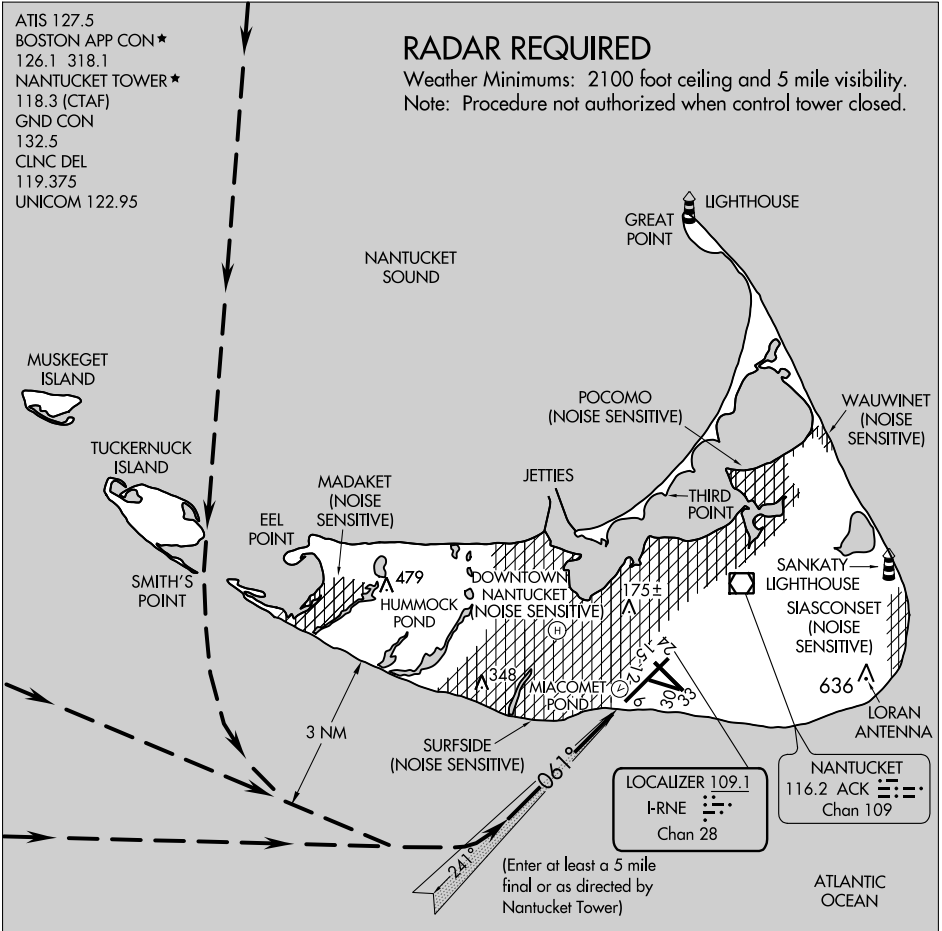 ATIS 127.5
BOSTON APP CON★
126.1 318.1
NANTUCKET TOWER★
118.3 (CTAF)
GND CON
132.5
CLNC DEL
119.375
UNICOM 122.95
RADAR REQUIRED
Weather Minimums: 2100 foot ceiling and 5 mile visibility.
Note: Procedure not authorized when control tower closed.
LIGHTHOUSE
GREAT
POINT
NANTUCKET
SOUND
MUSKEGET
ISLAND
POCOMO
(NOISE SENSITIVE)
WAUWINET
(NOISE
SENSITIVE)
TUCKERNUCK
ISLAND
MADAKET
(NOISE
SENSITIVE)
JETTIES
THIRD
POINT
EEL
POINT
SMITH'S
POINT
479
HUMMOCK
POND
DOWNTOWN
NANTUCKET
(NOISE SENSITIVE)
H
175±
SANKATY
LIGHTHOUSE
SIASCONSET
(NOISE
SENSITIVE)
348
MIACOMET
POND
24
15
12
6
30
33
636
LORAN
ANTENNA
3 NM
SURFSIDE
(NOISE SENSITIVE)
061°
241°
LOCALIZER 109.1
I-RNE
Chan 28
NANTUCKET
116.2 ACK
Chan 109
(Enter at least a 5 mile
final or as directed by
Nantucket Tower)
ATLANTIC
OCEAN